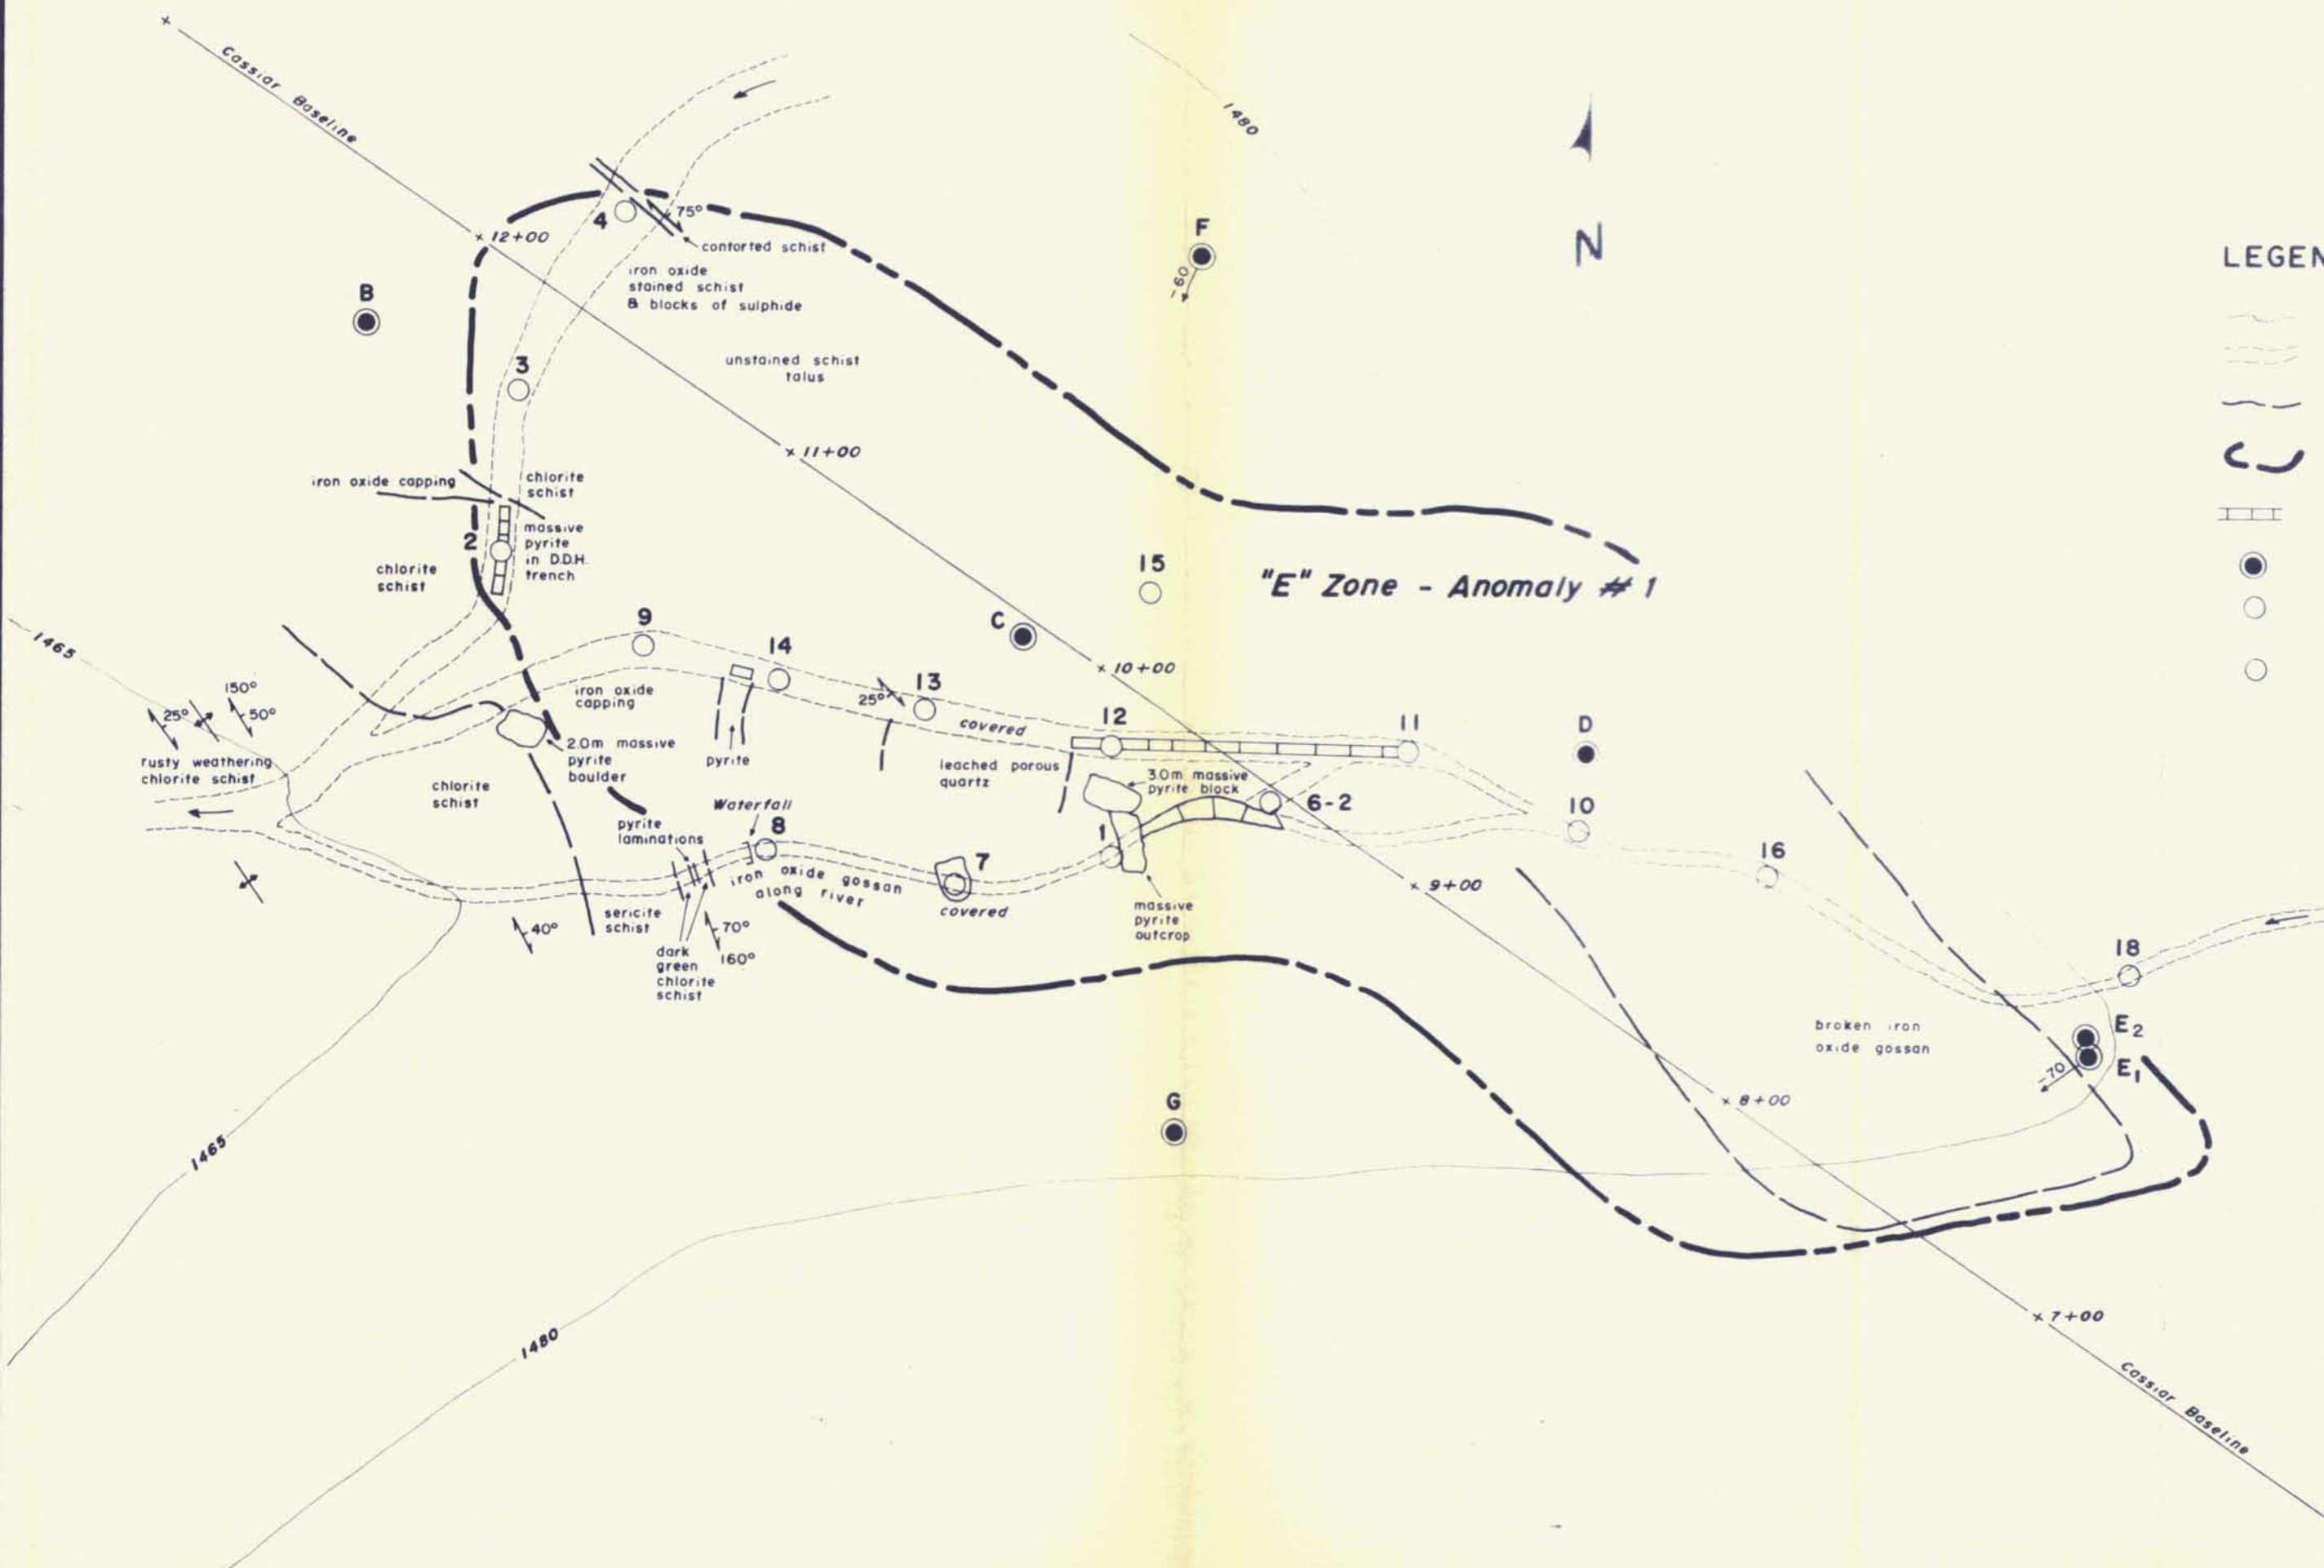 Cassiar Baseline
1480
75°
4
12+00
contorted schist
iron oxide
stained schist
& blocks of sulphide
F
-60
N
LEGEN
B
3
unstained schist
talus
11+00
iron oxide capping
chlorite
schist
massive
pyrite
in D.D.H.
trench
2
chlorite
schist
15
"E" Zone - Anomaly # 1
1465
9
C
14
10+00
150°
25°
50°
iron oxide
capping
25°
13
covered
12
11
D
2.0m massive
pyrite
boulder
pyrite
rusty weathering
chlorite schist
leached porous
quartz
3.0m massive
pyrite block
chlorite
schist
Waterfall
6-2
10
pyrite
laminations
8
1
7
16
iron oxide gossan
along river
9+00
covered
massive
pyrite
outcrop
sericite
schist
40°
70°
160°
dark
green
chlorite
schist
18
broken iron
oxide gossan
E2
E1
-70
8+00
G
1465
7+00
1480
Cassiar Baseline